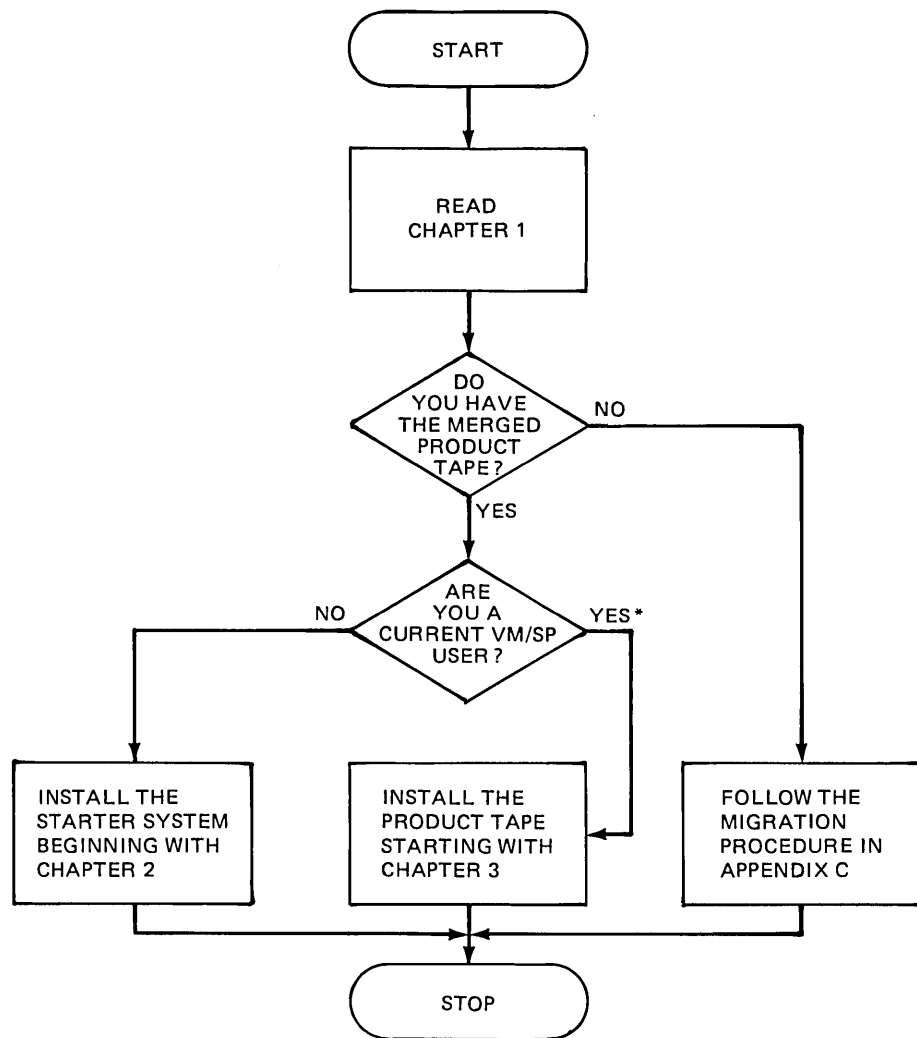 START
READ
CHAPTER 1
DO
YOU HAVE
THE MERGED
PRODUCT
TAPE?
NO
YES
ARE
YOU A
CURRENT VM/SP
USER?
NO
YES*
INSTALL THE
STARTER SYSTEM
BEGINNING WITH
CHAPTER 2
INSTALL THE
PRODUCT TAPE
STARTING WITH
CHAPTER 3
FOLLOW THE
MIGRATION
PROCEDURE IN
APPENDIX C
STOP